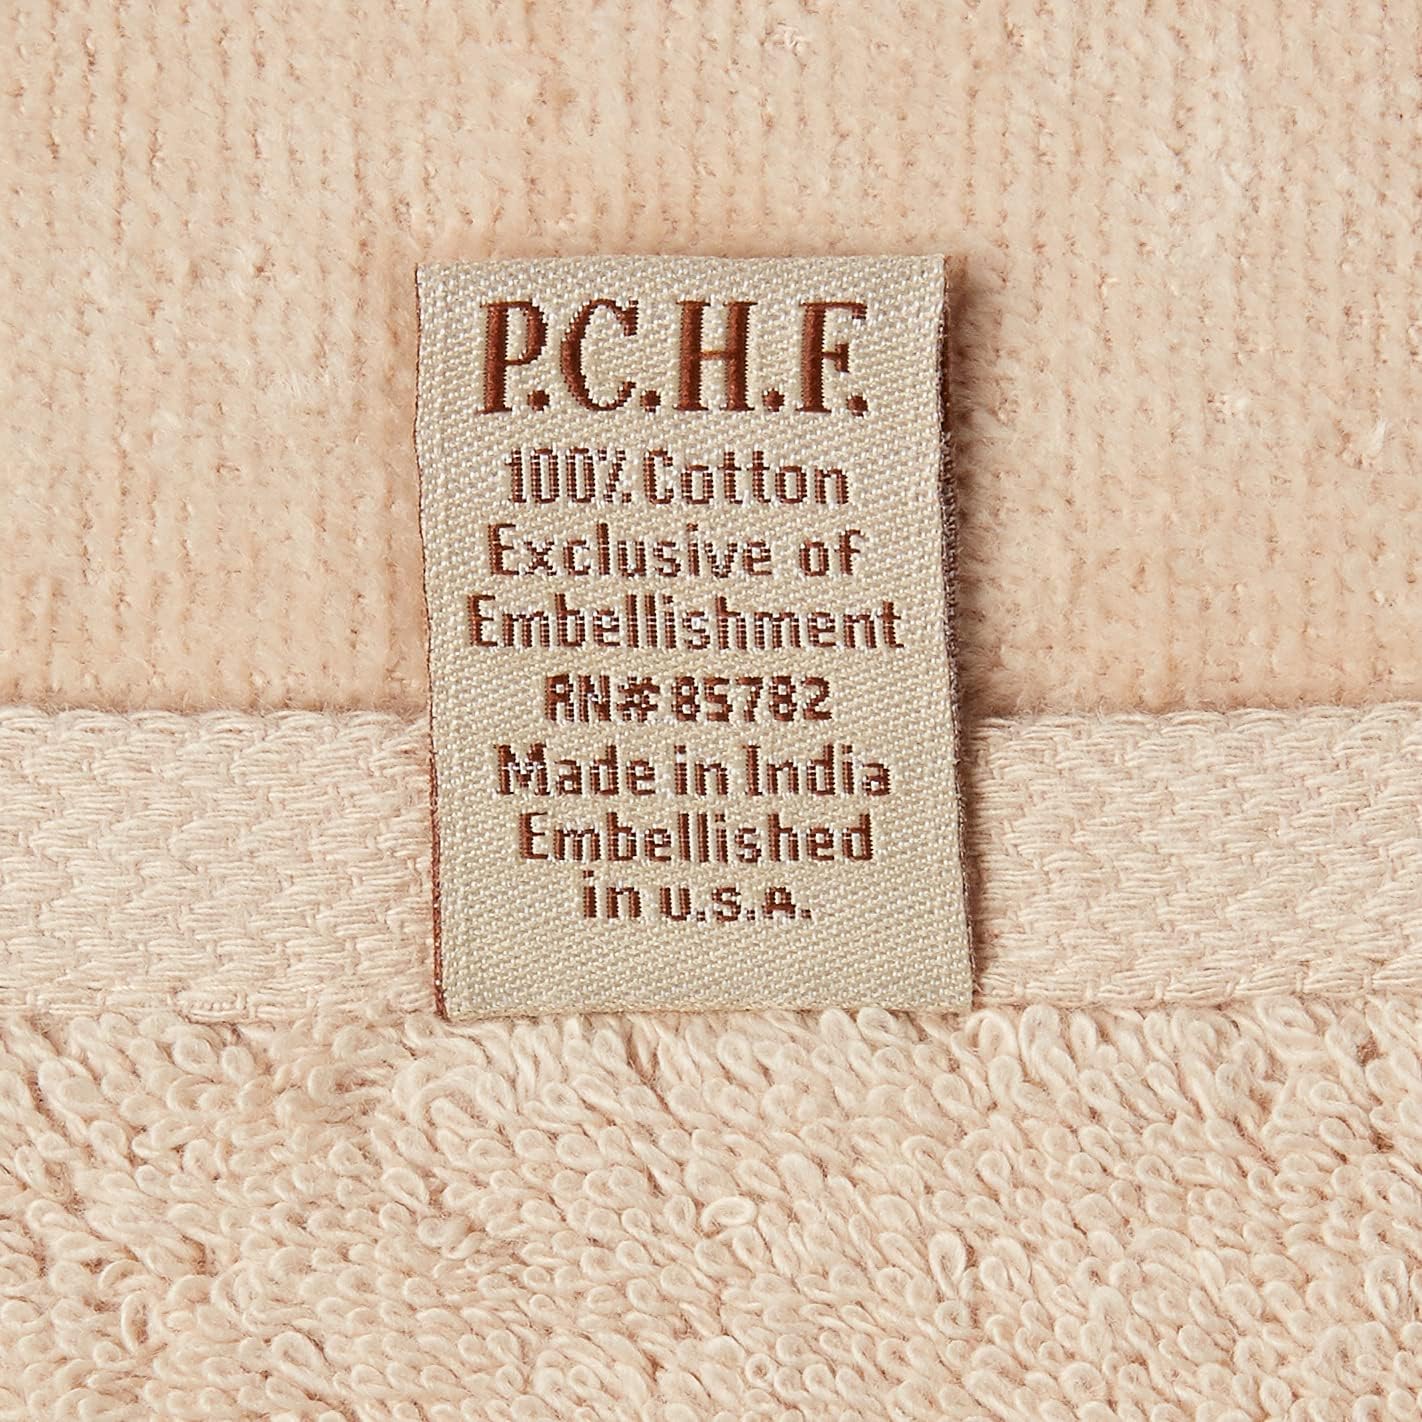 P.C.H.F.
100% Cotton
Exclusive of
Embellishment
RN# 85782
Made in India
Embellished
in U.S.A.